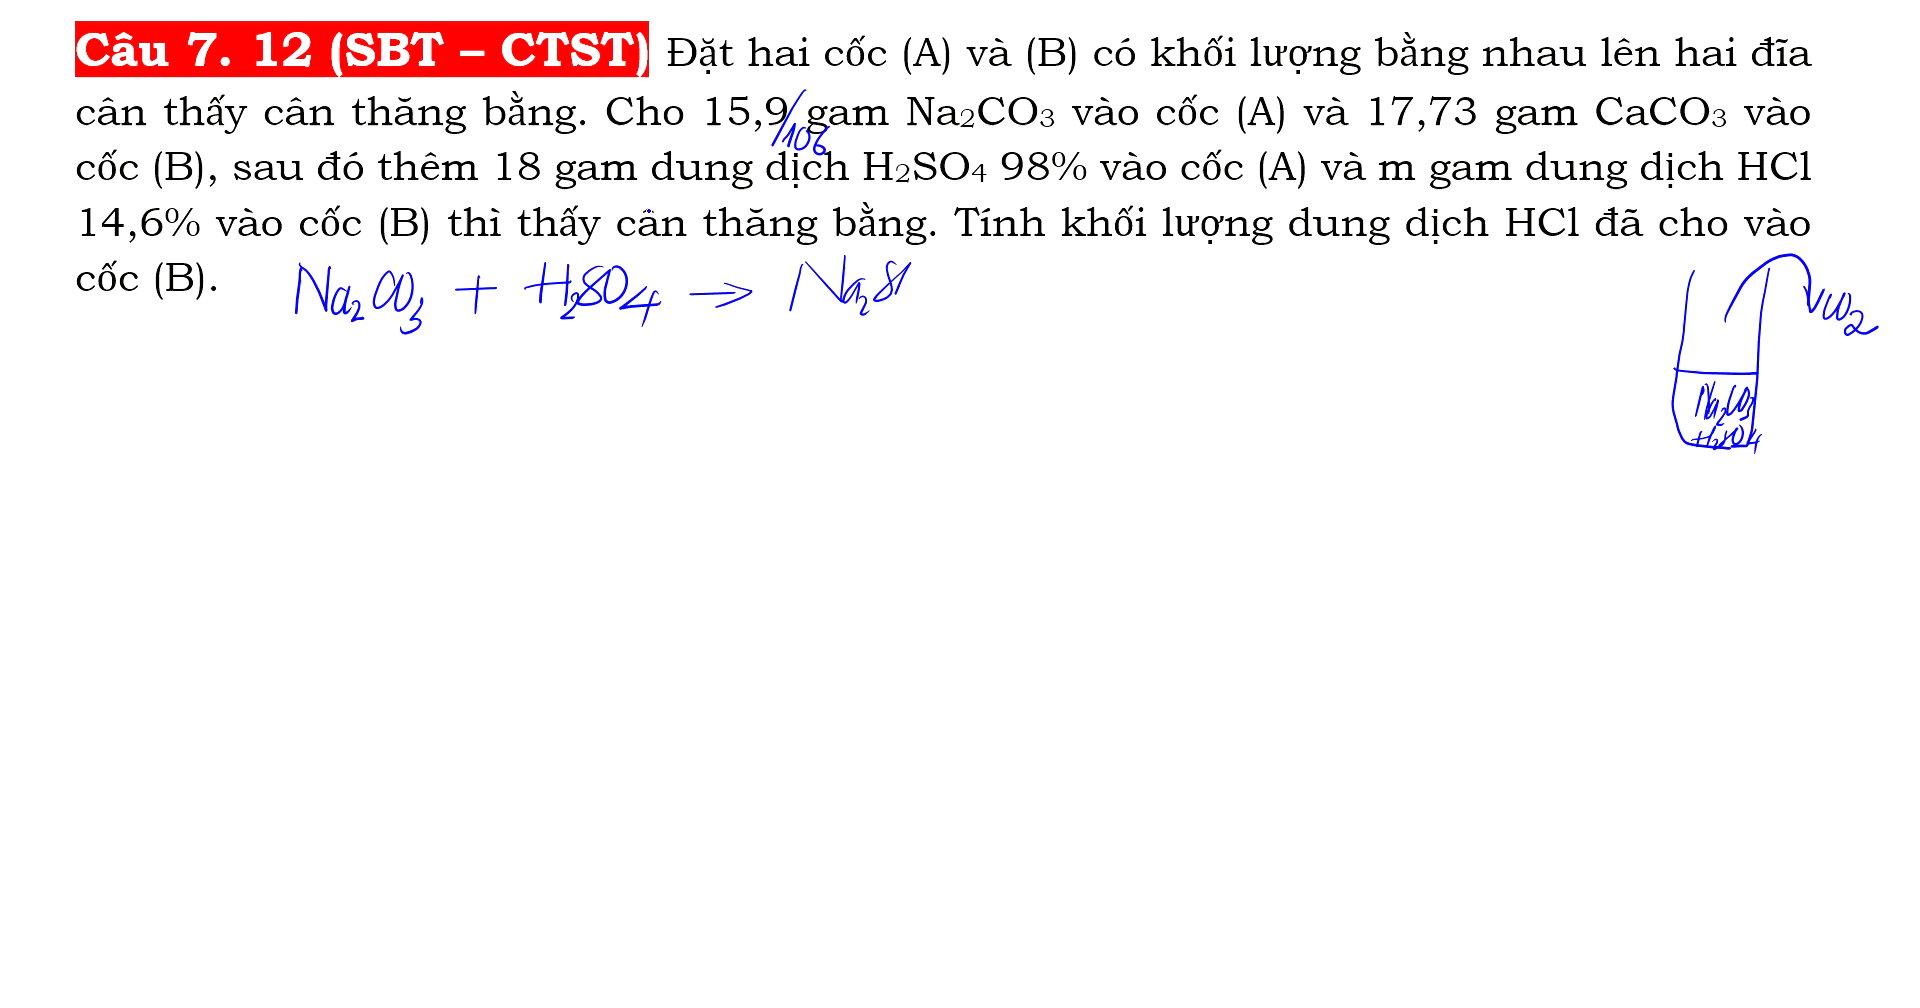 Câu 7. 12 (SBT – CTST) Đặt hai cốc (A) và (B) có khối lượng bằng nhau lên hai đĩa
cân thấy cân thăng bằng. Cho 15,9 gam Na₂CO₃ vào cốc (A) và 17,73 gam CaCO₃ vào
/106
cốc (B), sau đó thêm 18 gam dung dịch H₂SO₄ 98% vào cốc (A) và m gam dung dịch HCl
14,6% vào cốc (B) thì thấy cân thăng bằng. Tính khối lượng dung dịch HCl đã cho vào
cốc (B).
Na₂CO₃ + H₂SO₄ → Na₂S
CO₂
Na₂CO₃
H₂SO₄